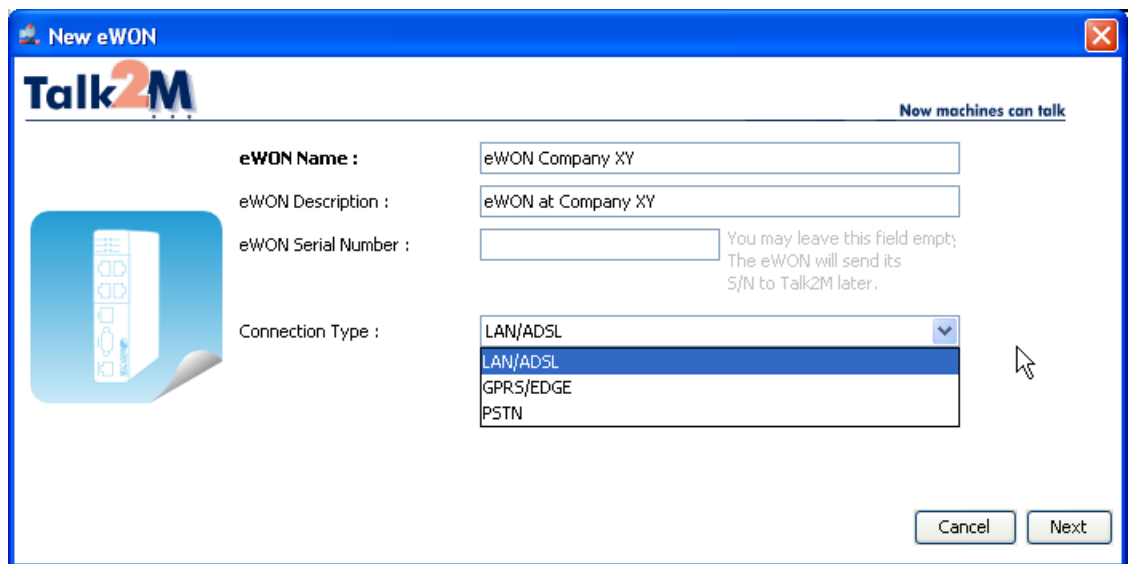 New eWON
Talk2M
Now machines can talk
eWON Name :
eWON Company XY
eWON Description :
eWON at Company XY
eWON Serial Number :
You may leave this field empty
The eWON will send its
S/N to Talk2M later.
Connection Type :
LAN/ADSL
LAN/ADSL
GPRS/EDGE
PSTN
Cancel
Next